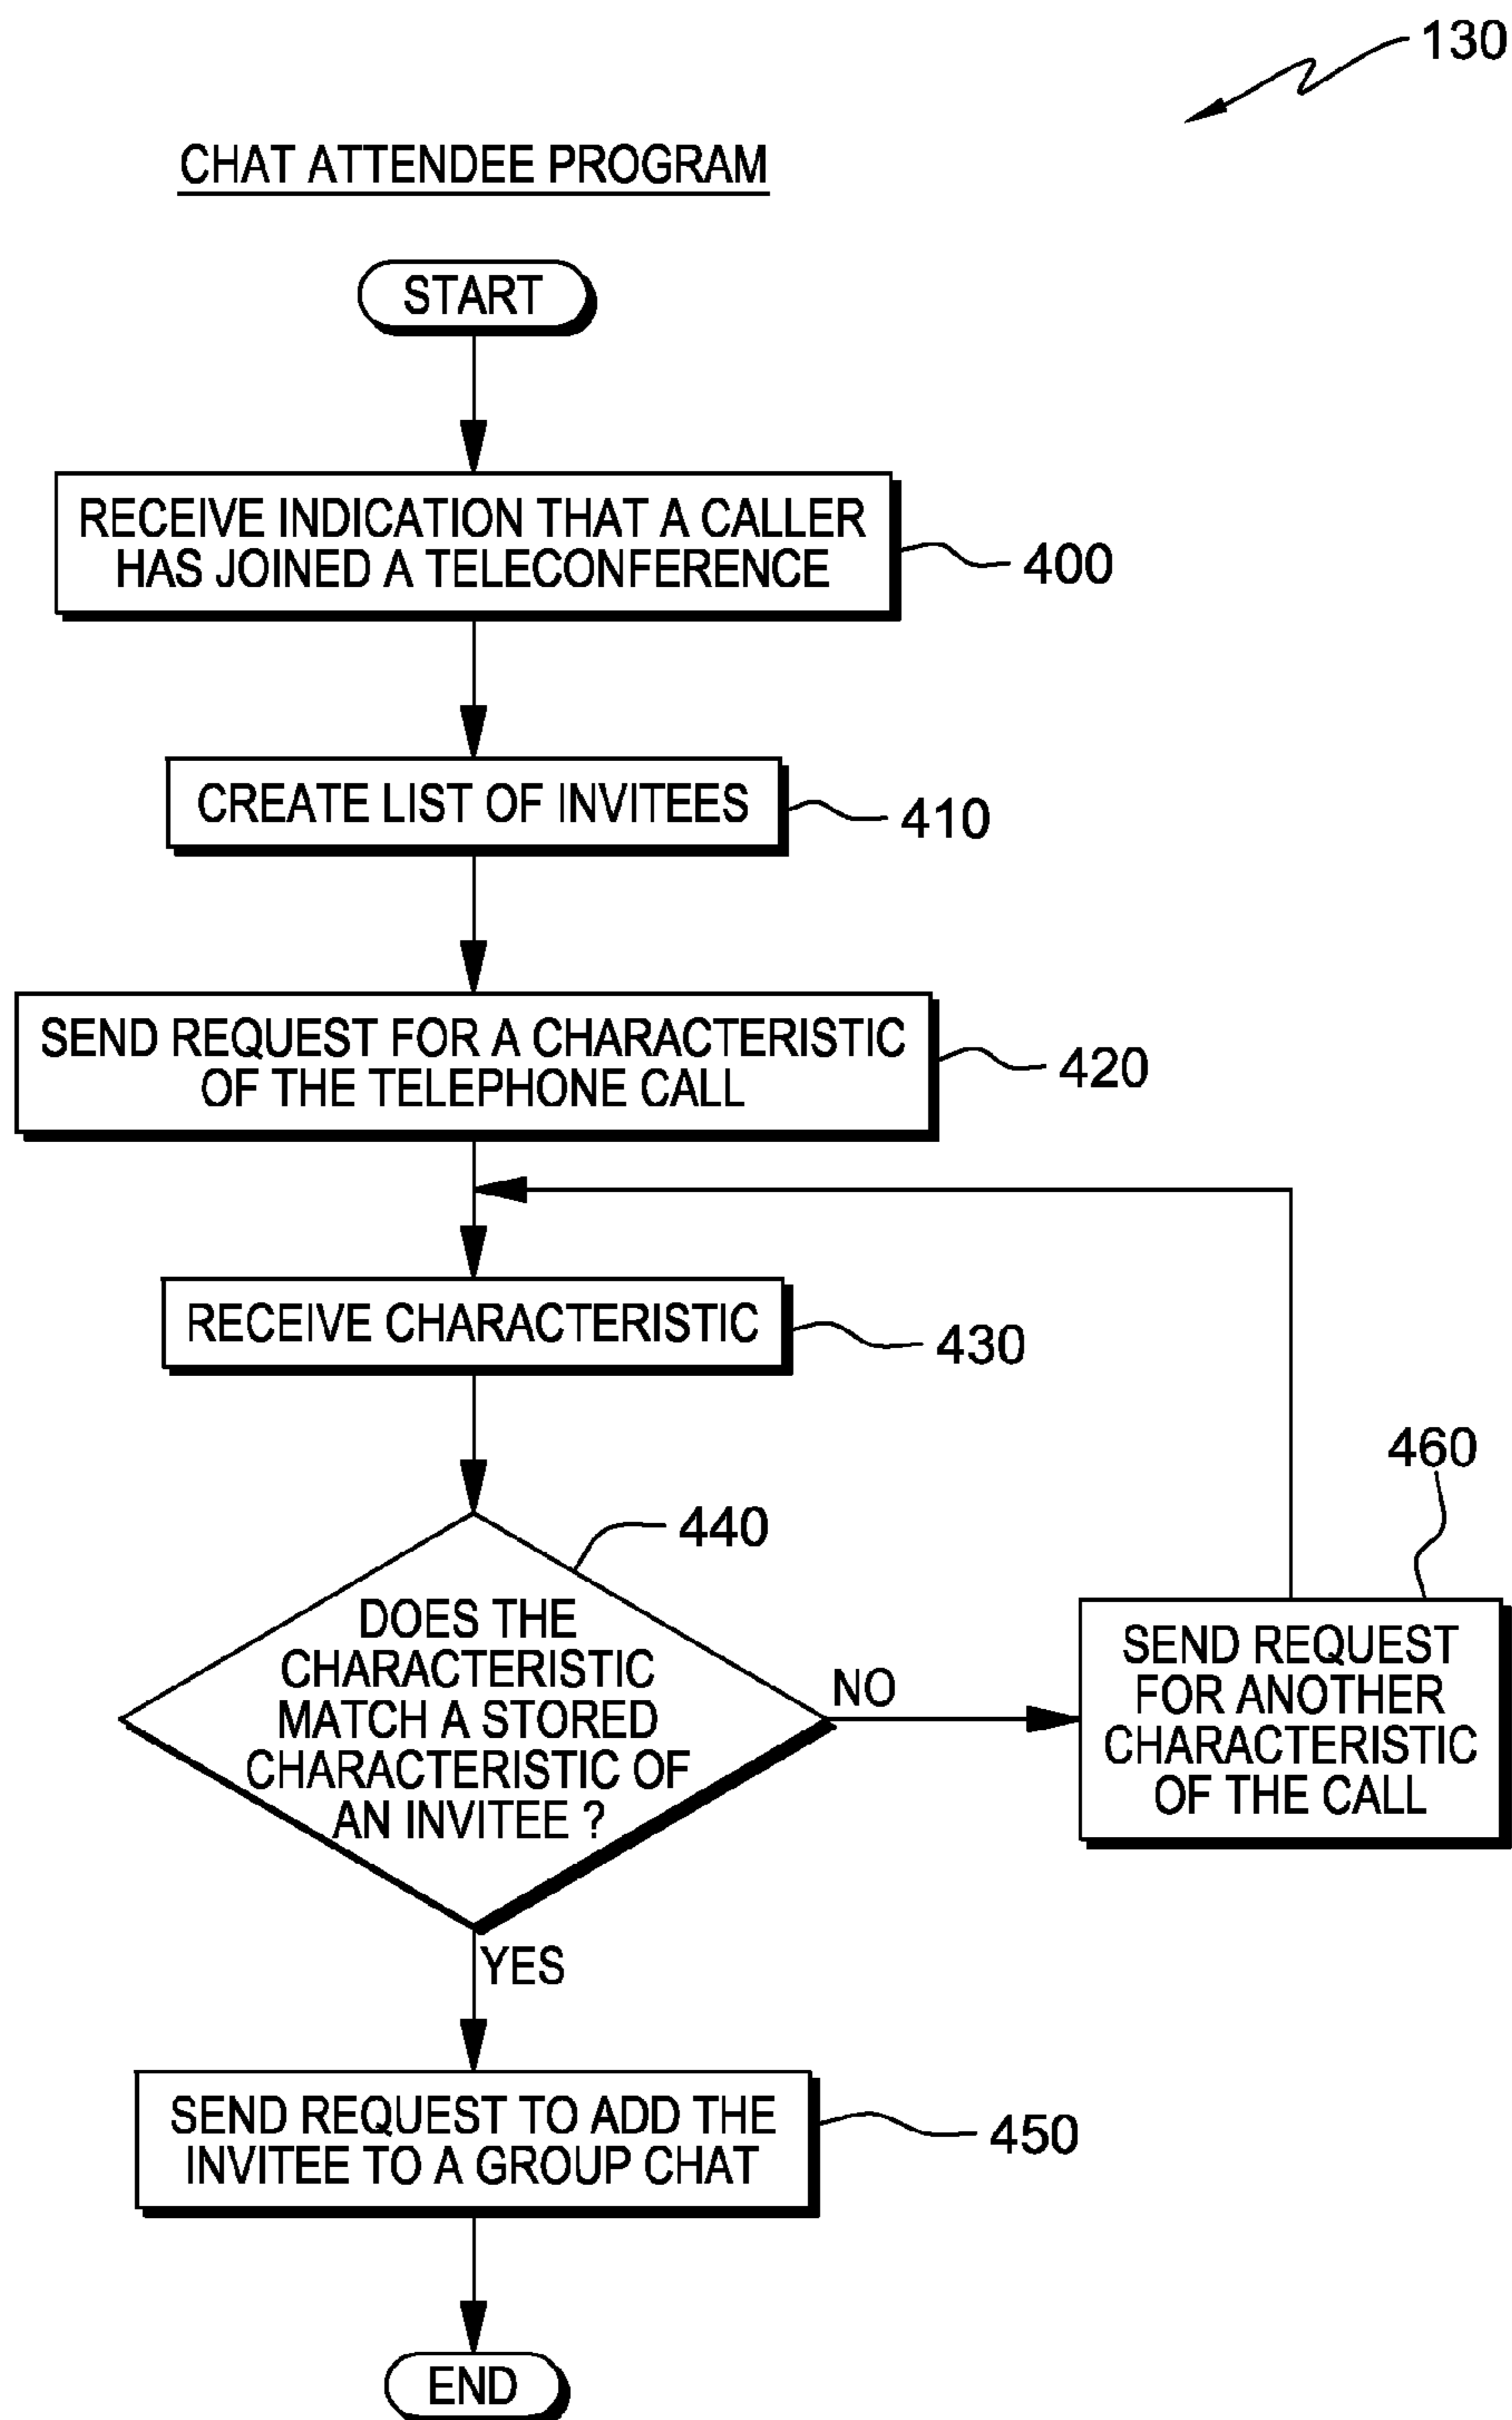 130
CHAT ATTENDEE PROGRAM
START
RECEIVE INDICATION THAT A CALLER
HAS JOINED A TELECONFERENCE
400
CREATE LIST OF INVITEES
410
SEND REQUEST FOR A CHARACTERISTIC
OF THE TELEPHONE CALL
420
RECEIVE CHARACTERISTIC
430
440
DOES THE
CHARACTERISTIC
MATCH A STORED
CHARACTERISTIC OF
AN INVITEE ?
NO
460
SEND REQUEST
FOR ANOTHER
CHARACTERISTIC
OF THE CALL
YES
SEND REQUEST TO ADD THE
INVITEE TO A GROUP CHAT
450
END